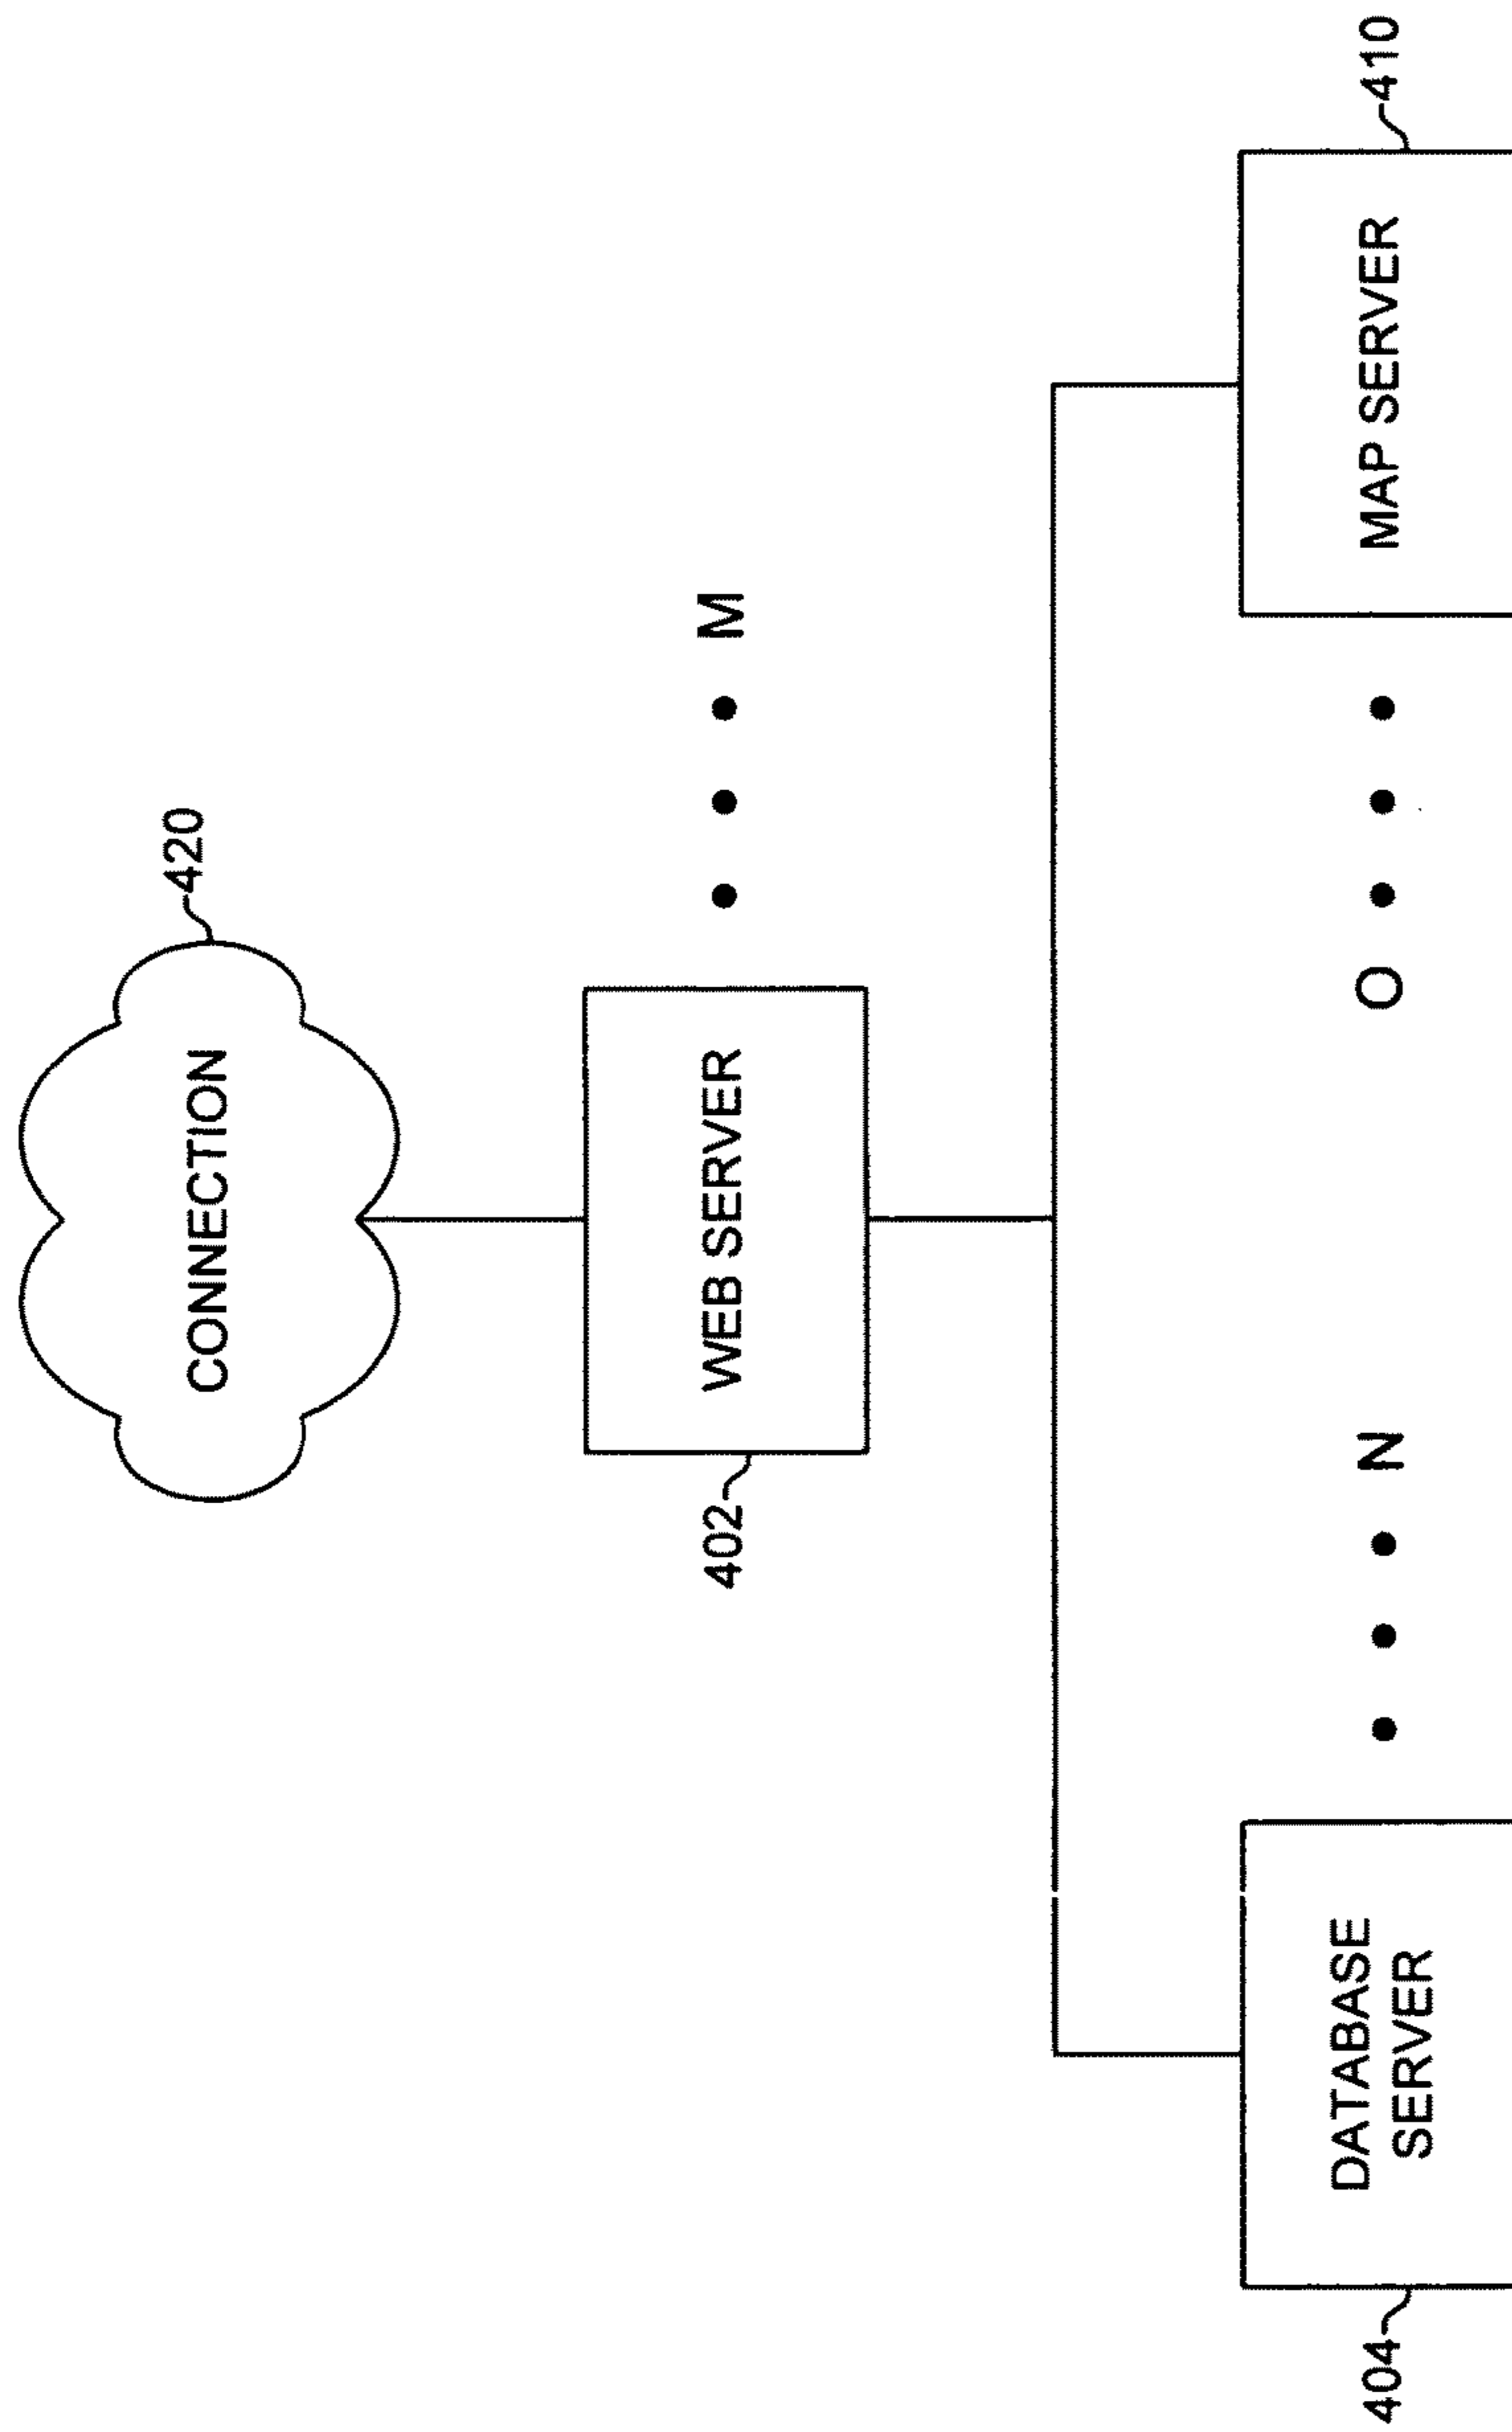 CONNECTION
420
402
WEB SERVER
M
404
DATABASE
SERVER
N
O
MAP SERVER
410